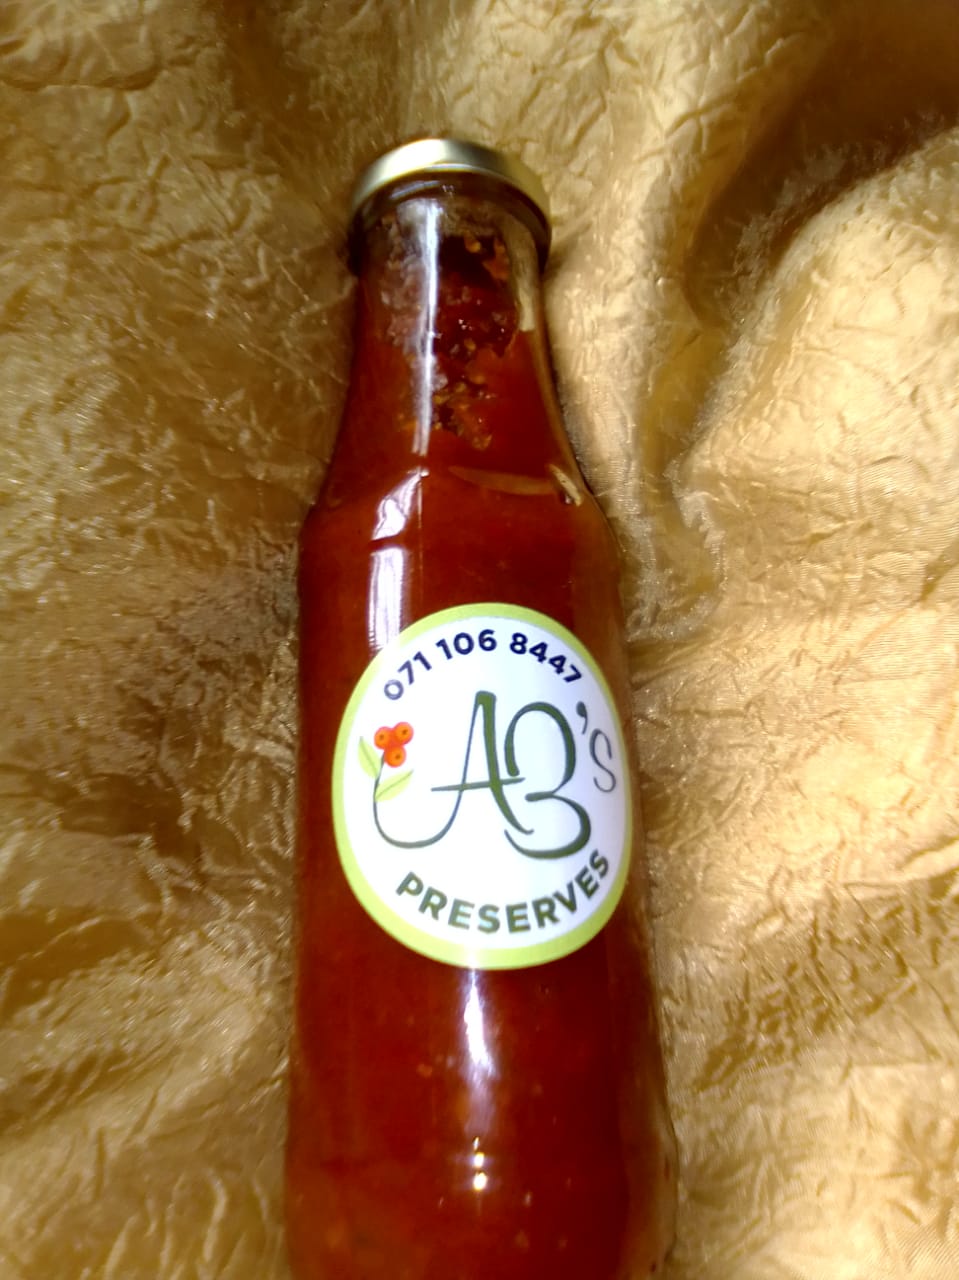 071 106 8447
AB's
PRESERVES